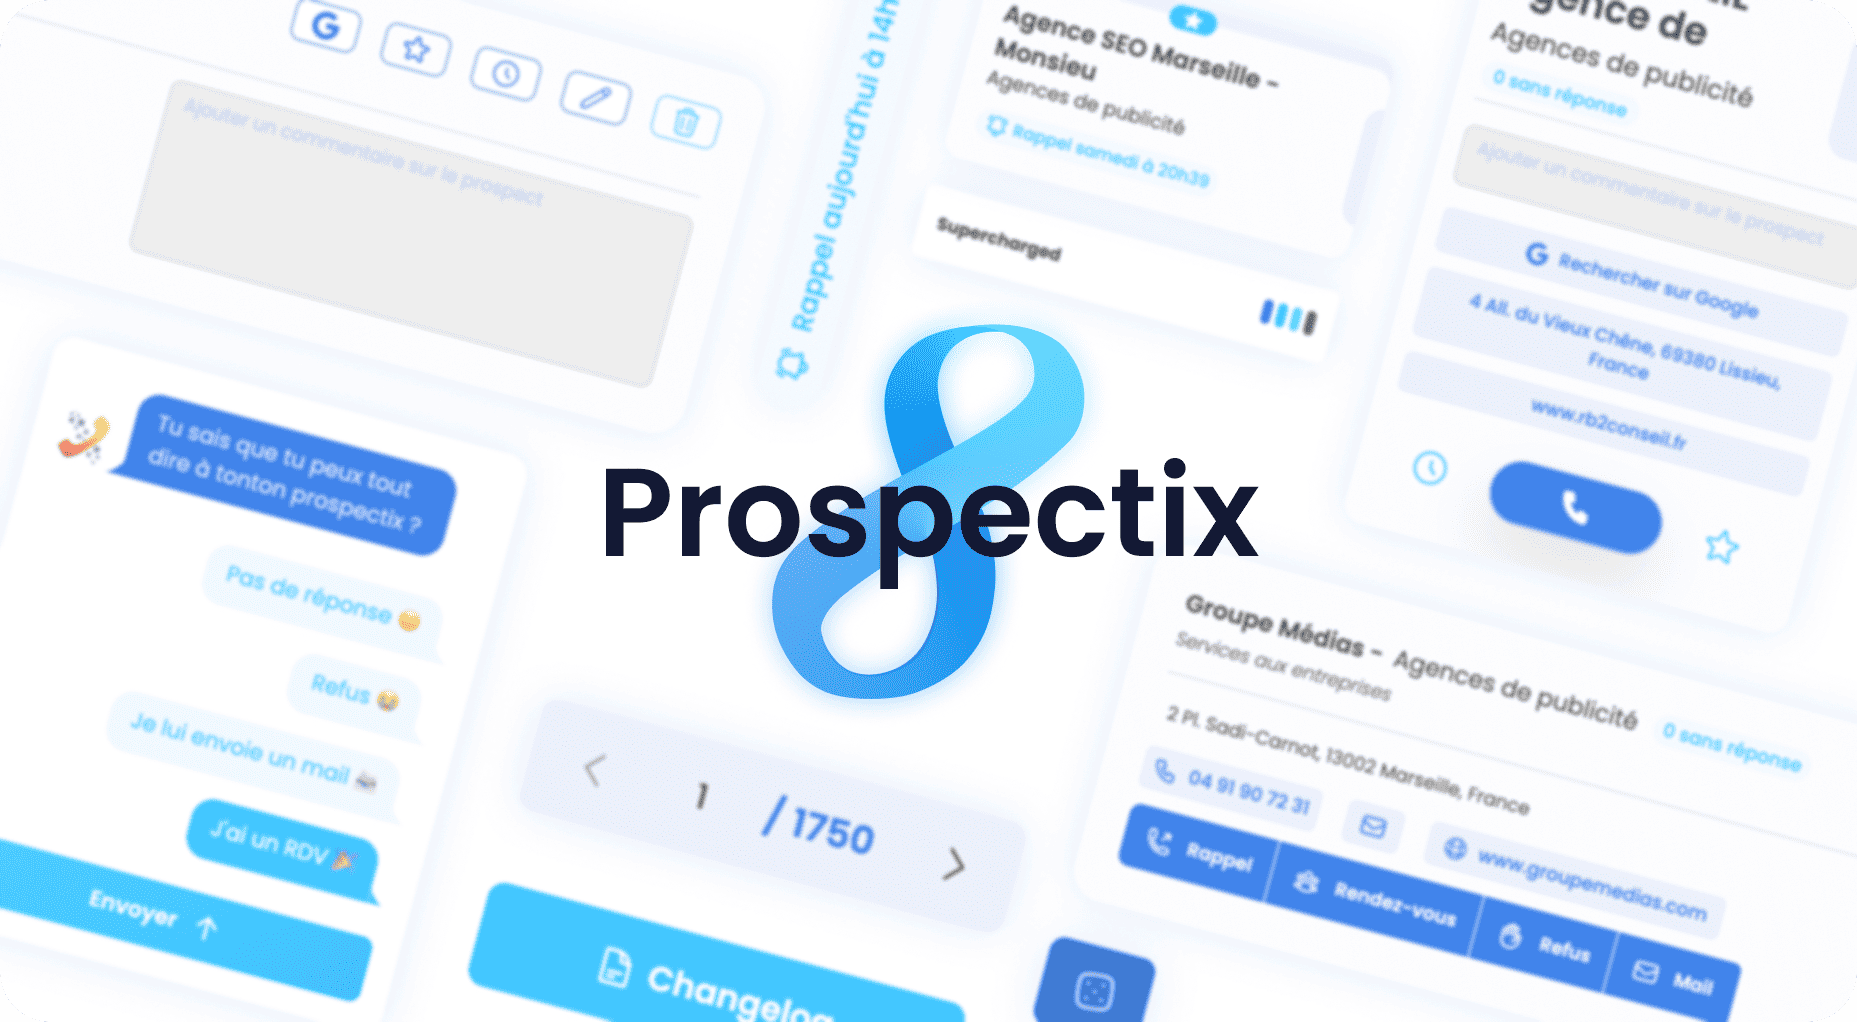 Ajouter un commentaire sur le prospect
Rappel aujourd'hui à 14h
Agence SEO Marseille -
Monsieu
Agences de publicité
Rappel samedi à 20h39
Supercharged
gence de
Agences de publicité
0 sans réponse
Ajouter un commentaire sur le prospect
G Rechercher sur Google
4 All. du Vieux Chêne, 69380 Lissieu,
France
www.rb2conseil.fr
Prospectix
Tu sais que tu peux tout
dire à tonton prospectix ?
Pas de réponse
Refus
Je lui envoie un mail
J'ai un RDV
Envoyer
1 / 1750
Changelog
Groupe Médias - Agences de publicité 0 sans réponse
Services aux entreprises
2 Pl. Sadi-Carnot, 13002 Marseille, France
04 91 90 72 31 www.groupemedias.com
Rappel Rendez-vous Refus Mail